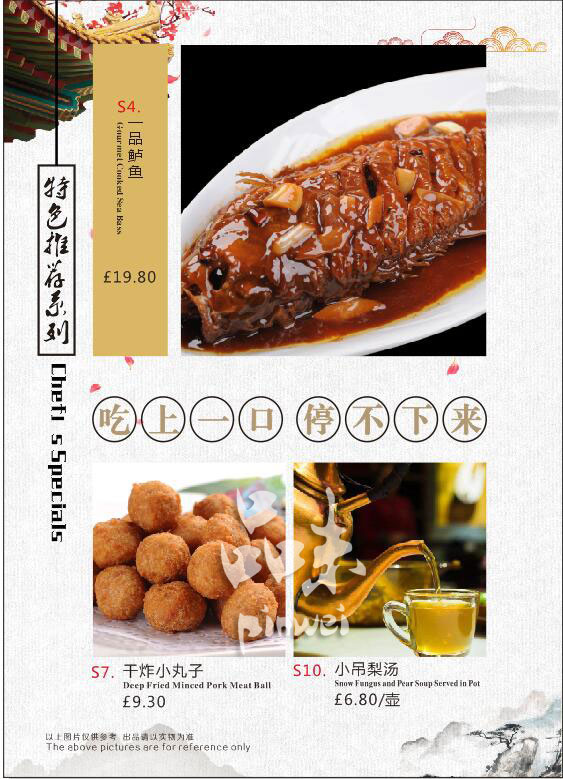 特色推荐系列
Chefi s Specials
S4.
一品鲈鱼
Gourmet Cooked Sea Bass
£19.80
吃上一口 停不下来
品味
pinwei
S7. 干炸小丸子
Deep Fried Minced Pork Meat Ball
£9.30
S10. 小吊梨汤
Snow Fungus and Pear Soup Served in Pot
£6.80/壶
以上图片仅供参考 出品请以实物为准
The above pictures are for reference only